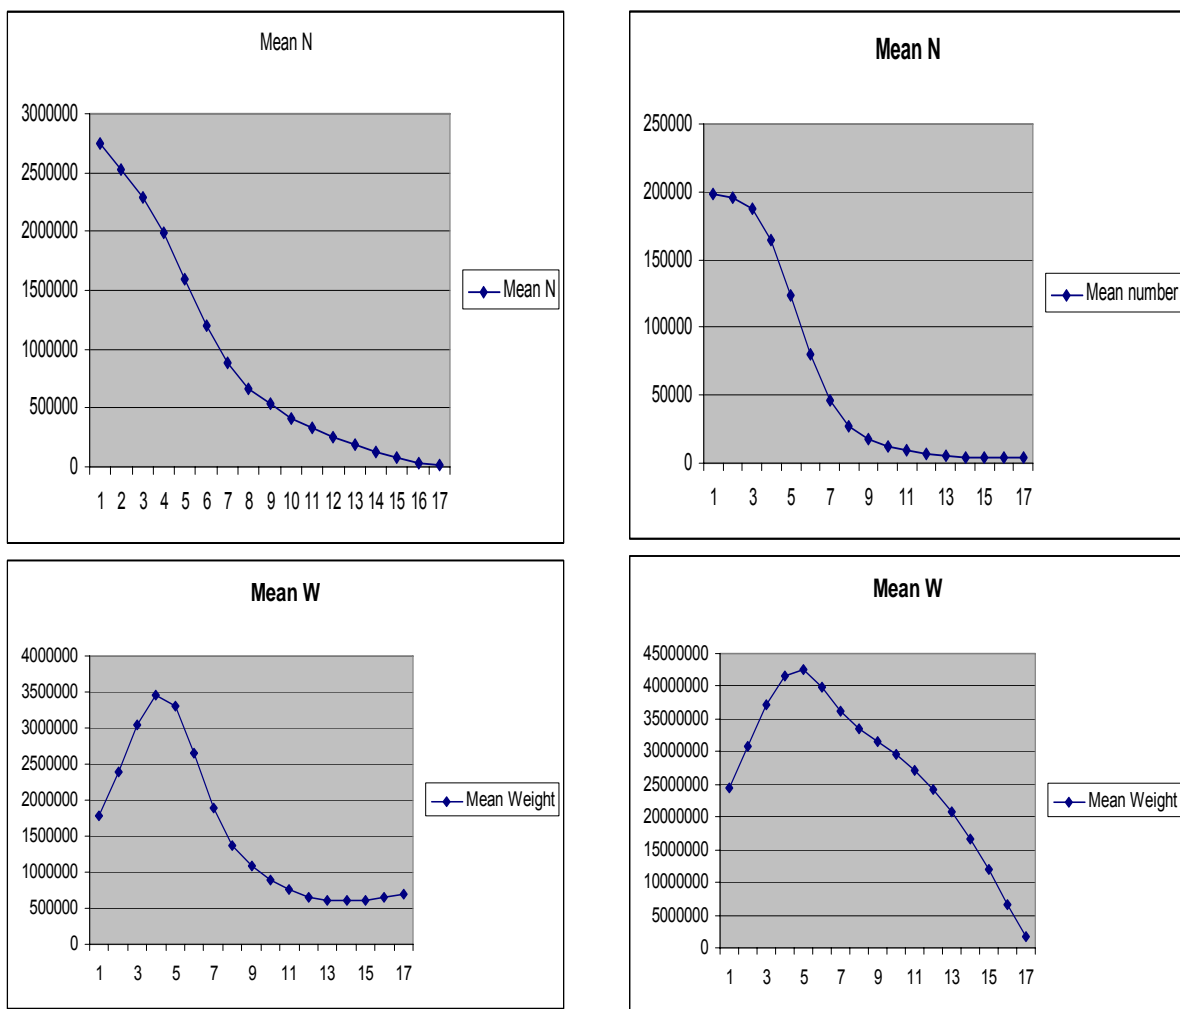 Mean N
3000000
2500000
2000000
1500000
1000000
500000
0
1 2 3 4 5 6 7 8 9 10 11 12 13 14 15 16 17
Mean N
Mean N
250000
200000
150000
100000
50000
0
1 3 5 7 9 11 13 15 17
Mean number
Mean W
4000000
3500000
3000000
2500000
2000000
1500000
1000000
500000
0
1 3 5 7 9 11 13 15 17
Mean Weight
Mean W
45000000
40000000
35000000
30000000
25000000
20000000
15000000
10000000
5000000
0
1 3 5 7 9 11 13 15 17
Mean Weight